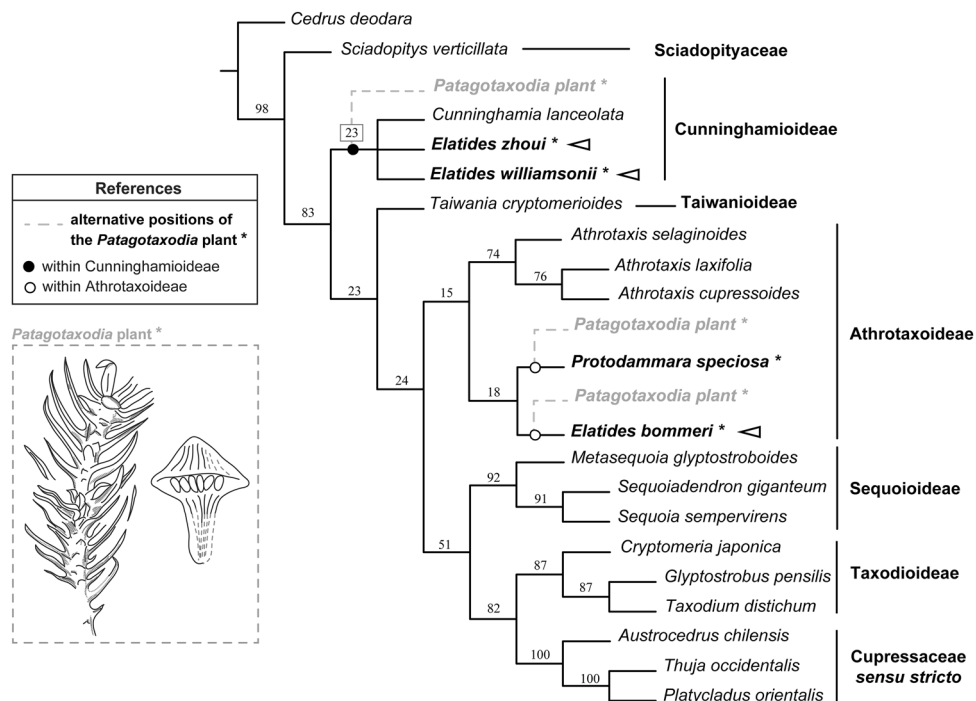 Cedrus deodara
Sciadopitys verticillata
Sciadopityaceae
98
Patagotaxodia plant *
23
Cunninghamia lanceolata
Elatides zhoui *
Elatides williamsonii *
Cunninghamioideae
83
Taiwania cryptomerioides
Taiwanioideae
23
Athrotaxis selaginoides
74
Athrotaxis laxifolia
76
Athrotaxis cupressoides
15
Patagotaxodia plant *
Protodammara speciosa *
18
Patagotaxodia plant *
Elatides bommeri *
Athrotaxoideae
24
Metasequoia glyptostroboides
92
Sequoiadendron giganteum
91
Sequoia sempervirens
Sequoioideae
51
Cryptomeria japonica
87
Glyptostrobus pensilis
87
Taxodium distichum
Taxodioideae
82
Austrocedrus chilensis
100
Thuja occidentalis
100
Platycladus orientalis
Cupressaceae
sensu stricto
References
alternative positions of
the Patagotaxodia plant *
within Cunninghamioideae
within Athrotaxoideae
Patagotaxodia plant *